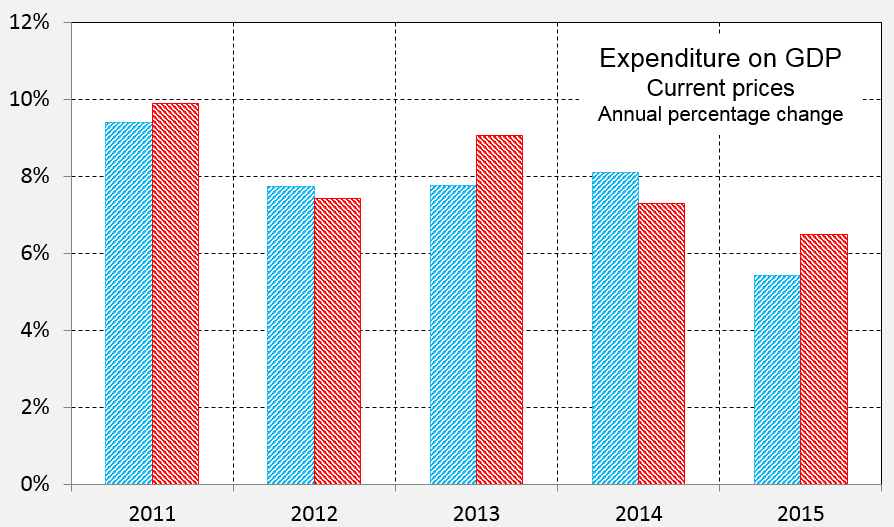 12%
Expenditure on GDP
Current prices
Annual percentage change
10%
8%
6%
4%
2%
0%
2011 2012 2013 2014 2015